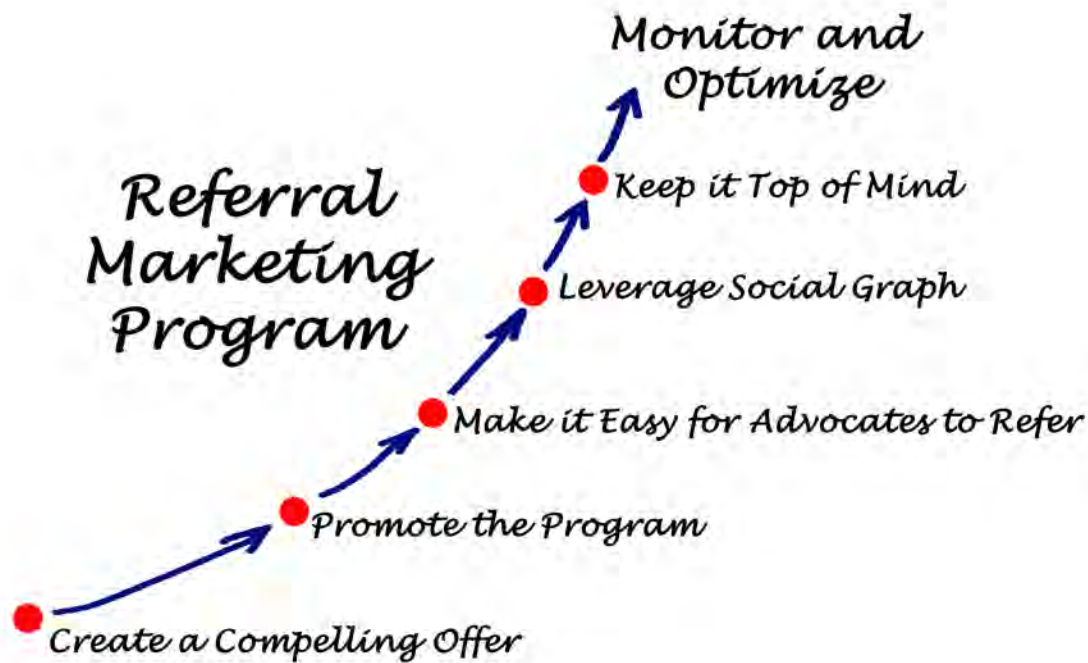 Monitor and
Optimize
Keep it Top of Mind
Referral
Marketing
Program
Leverage Social Graph
Make it Easy for Advocates to Refer
Promote the Program
Create a Compelling Offer